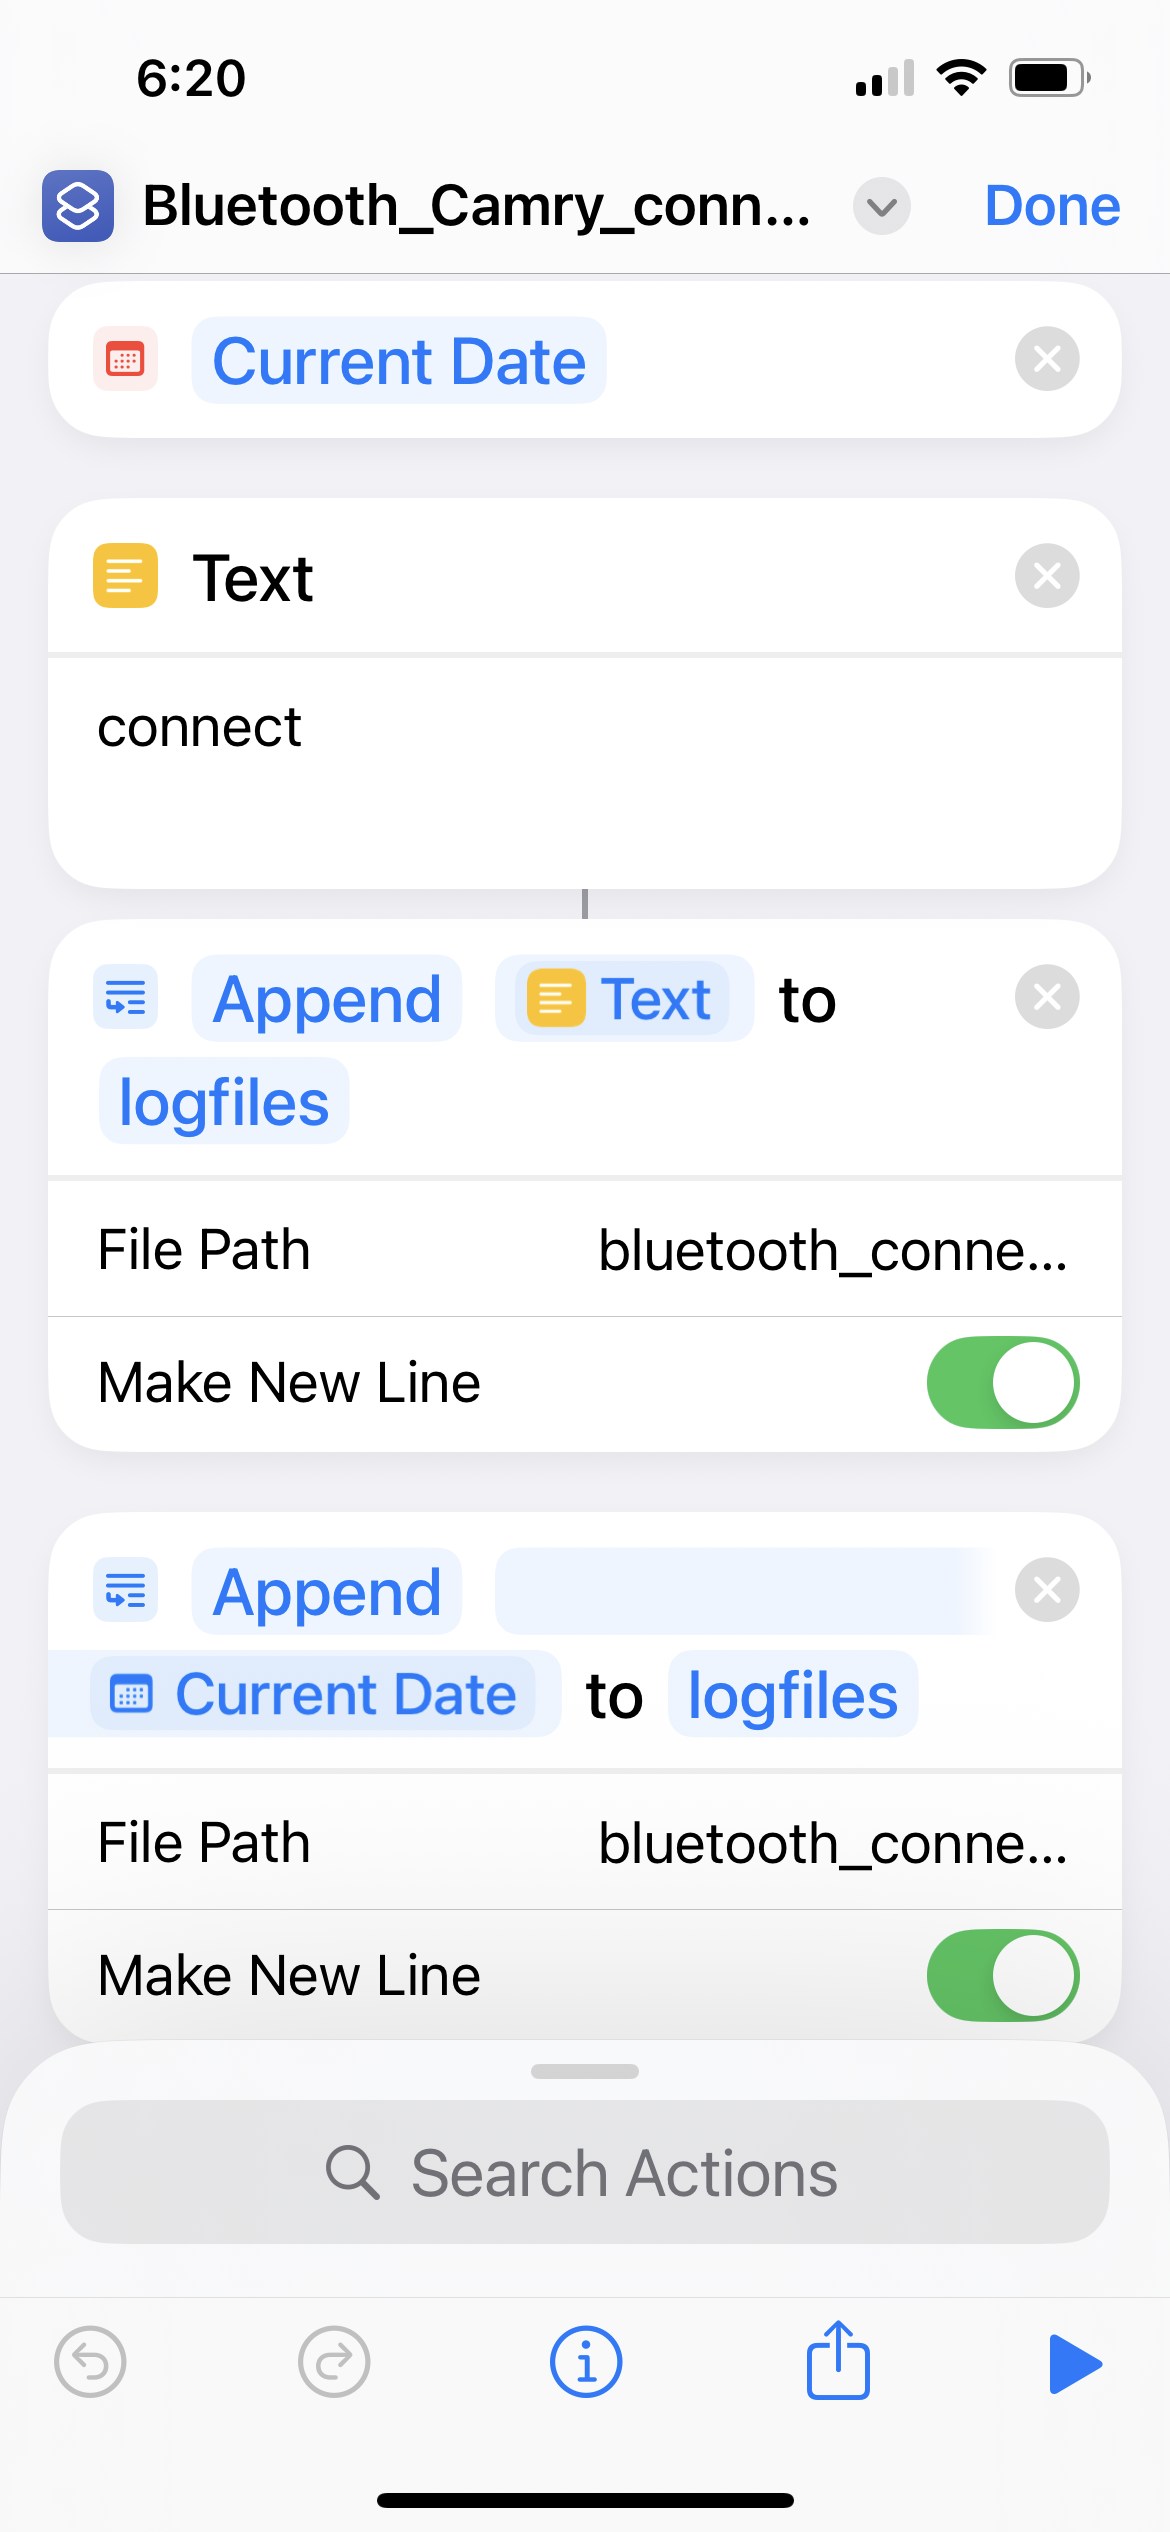 6:20
Bluetooth_Camry_conn... Done
Current Date
Text
connect
Append Text to
logfiles
File Path bluetooth_conne...
Make New Line
Append
Current Date to logfiles
File Path bluetooth_conne...
Make New Line
Search Actions